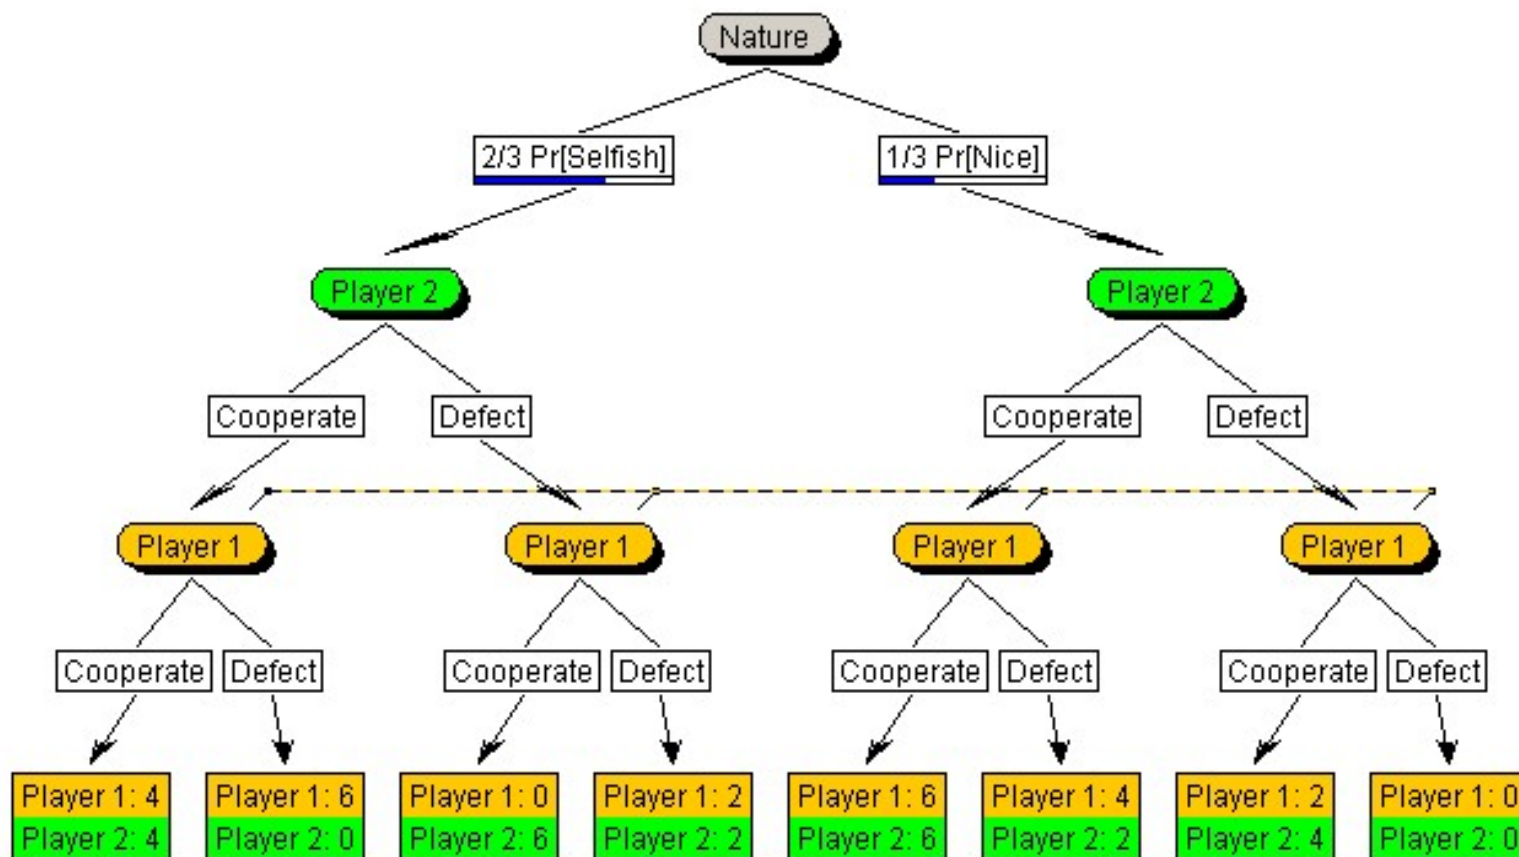 Nature
2/3 Pr[Selfish] 1/3 Pr[Nice]
Player 2 Player 2
Cooperate Defect Cooperate Defect
Player 1 Player 1 Player 1 Player 1
Cooperate Defect Cooperate Defect Cooperate Defect Cooperate Defect
Player 1: 4 Player 1: 6 Player 1: 0 Player 1: 2 Player 1: 6 Player 1: 4 Player 1: 2 Player 1: 0
Player 2: 4 Player 2: 0 Player 2: 6 Player 2: 2 Player 2: 6 Player 2: 2 Player 2: 4 Player 2: 0